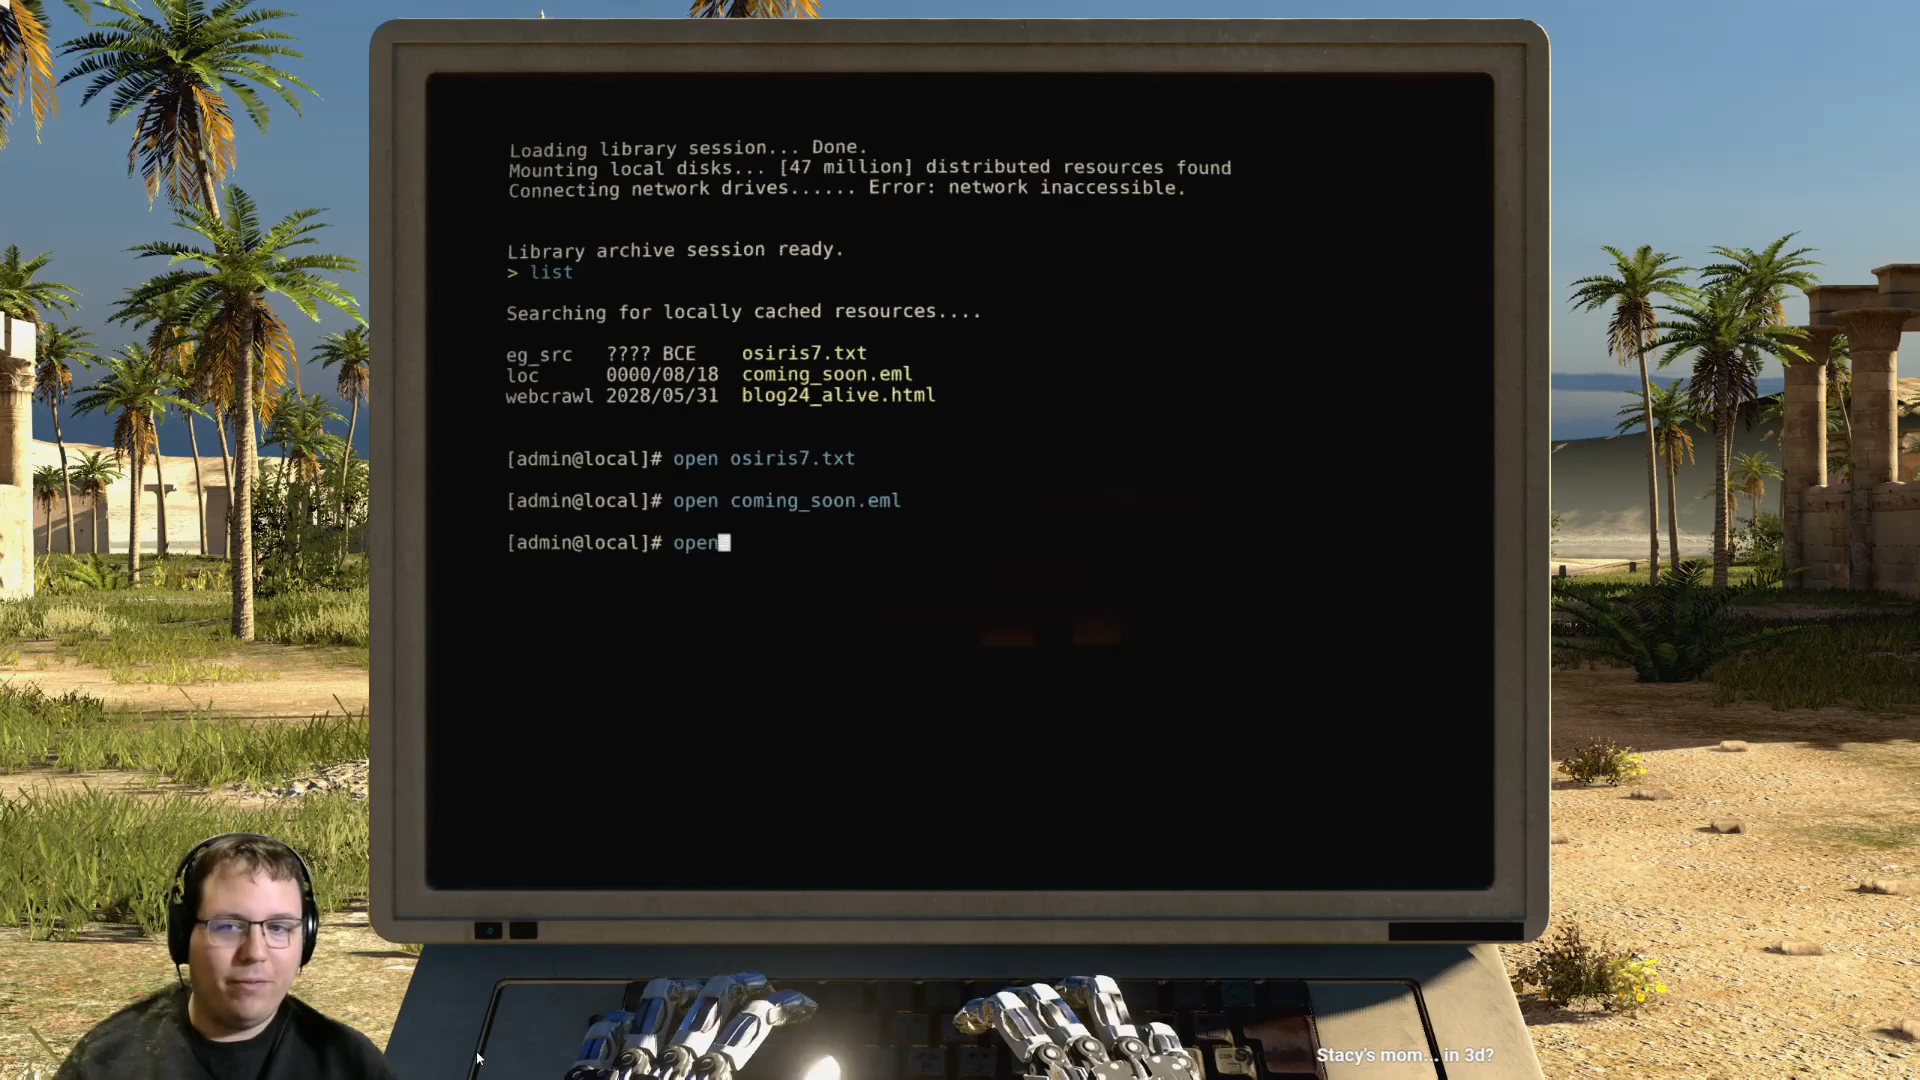 Loading library session... Done.
Mounting local disks... [47 million] distributed resources found
Connecting network drives...... Error: network inaccessible.
Library archive session ready.
> list
Searching for locally cached resources....
eg_src ???? BCE osiris7.txt
loc 0000/08/18 coming_soon.eml
webcrawl 2028/05/31 blog24_alive.html
[admin@local]# open osiris7.txt
[admin@local]# open coming_soon.eml
[admin@local]# open
Stacy's mom... in 3d?